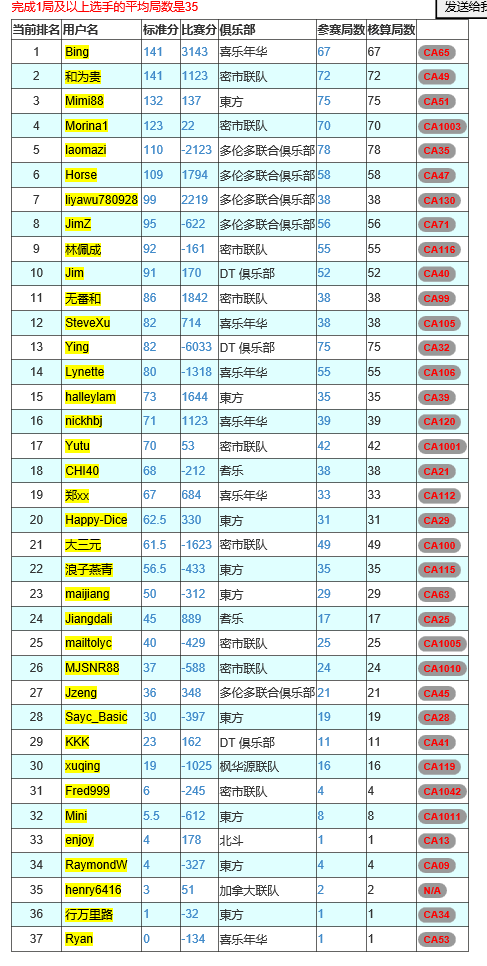 完成1局及以上选手的平均局数是35
发送给我
当前排名 用户名 标准分 比赛分 俱乐部 参赛局数 核算局数
1 Bing 141 3143 喜乐年华 67 67 CA65
2 和为贵 141 1123 密市联队 72 72 CA49
3 Mimi88 132 137 東方 75 75 CA51
4 Morina1 123 22 密市联队 70 70 CA1003
5 laomazi 110 -2123 多伦多联合俱乐部 78 78 CA35
6 Horse 109 1794 多伦多联合俱乐部 58 58 CA47
7 liyawu780928 99 2219 多伦多联合俱乐部 38 38 CA130
8 JimZ 95 -622 多伦多联合俱乐部 56 56 CA71
9 林佩成 92 -161 密市联队 55 55 CA116
10 Jim 91 170 DT 俱乐部 52 52 CA40
11 无番和 86 1842 密市联队 38 38 CA99
12 SteveXu 82 714 喜乐年华 38 38 CA105
13 Ying 82 -6033 DT 俱乐部 75 75 CA32
14 Lynette 80 -1318 喜乐年华 55 55 CA106
15 halleylam 73 1644 東方 35 35 CA39
16 nickhbj 71 1123 喜乐年华 39 39 CA120
17 Yutu 70 53 密市联队 42 42 CA1001
18 CHI40 68 -212 耆乐 38 38 CA21
19 郑xx 67 684 喜乐年华 33 33 CA112
20 Happy-Dice 62.5 330 東方 31 31 CA29
21 大三元 61.5 -1623 密市联队 49 49 CA100
22 浪子燕青 56.5 -433 東方 35 35 CA115
23 maijiang 50 -312 東方 29 29 CA63
24 Jiangdali 45 889 耆乐 17 17 CA25
25 mailtolyc 40 -429 密市联队 25 25 CA1005
26 MJSNR88 37 -588 密市联队 24 24 CA1010
27 Jzeng 36 348 多伦多联合俱乐部 21 21 CA45
28 Sayc_Basic 30 -397 東方 19 19 CA28
29 KKK 23 162 DT 俱乐部 11 11 CA41
30 xuqing 19 -1025 枫华源联队 16 16 CA119
31 Fred999 6 -245 密市联队 4 4 CA1042
32 Mini 5.5 -612 東方 8 8 CA1011
33 enjoy 4 178 北斗 1 1 CA13
34 RaymondW 4 -327 東方 4 4 CA09
35 henry6416 3 51 加拿大联队 2 2 N/A
36 行万里路 1 -32 東方 1 1 CA34
37 Ryan 0 -134 喜乐年华 1 1 CA53